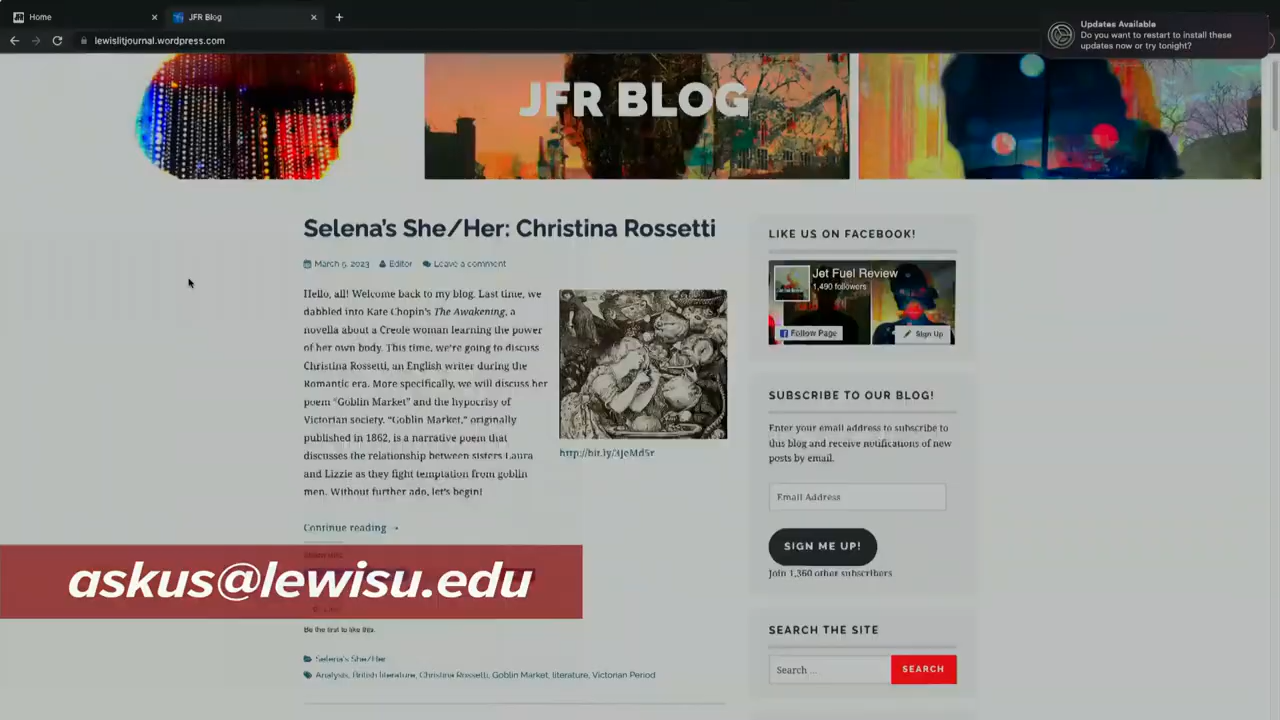 Home
JFR Blog
lewislitjournal.wordpress.com
Updates Available
Do you want to restart to install these
updates now or try tonight?
JFR BLOG
Selena's She/Her: Christina Rossetti
March 5, 2023 Editor Leave a comment
Hello, all! Welcome back to my blog. Last time, we
dabbled into Kate Chopin's The Awakening, a
novella about a Creole woman learning the power
of her own body. This time, we're going to discuss
Christina Rossetti, an English writer during the
Romantic era. More specifically, we will discuss her
poem "Goblin Market" and the hypocrisy of
Victorian society. "Goblin Market," originally
published in 1862, is a narrative poem that
discusses the relationship between sisters Laura
and Lizzie as they fight temptation from goblin
men. Without further ado, let's begin!
http://bit.ly/3jeMd5r
Continue reading →
askus@lewisu.edu
Be the first to like this.
Selena's She/Her
Analysis, British literature, Christina Rossetti, Goblin Market, literature, Victorian Period
LIKE US ON FACEBOOK!
Jet Fuel Review
1,490 followers
Follow Page
Sign Up
SUBSCRIBE TO OUR BLOG!
Enter your email address to subscribe to
this blog and receive notifications of new
posts by email.
Email Address
SIGN ME UP!
Join 1,360 other subscribers
SEARCH THE SITE
Search ...
SEARCH